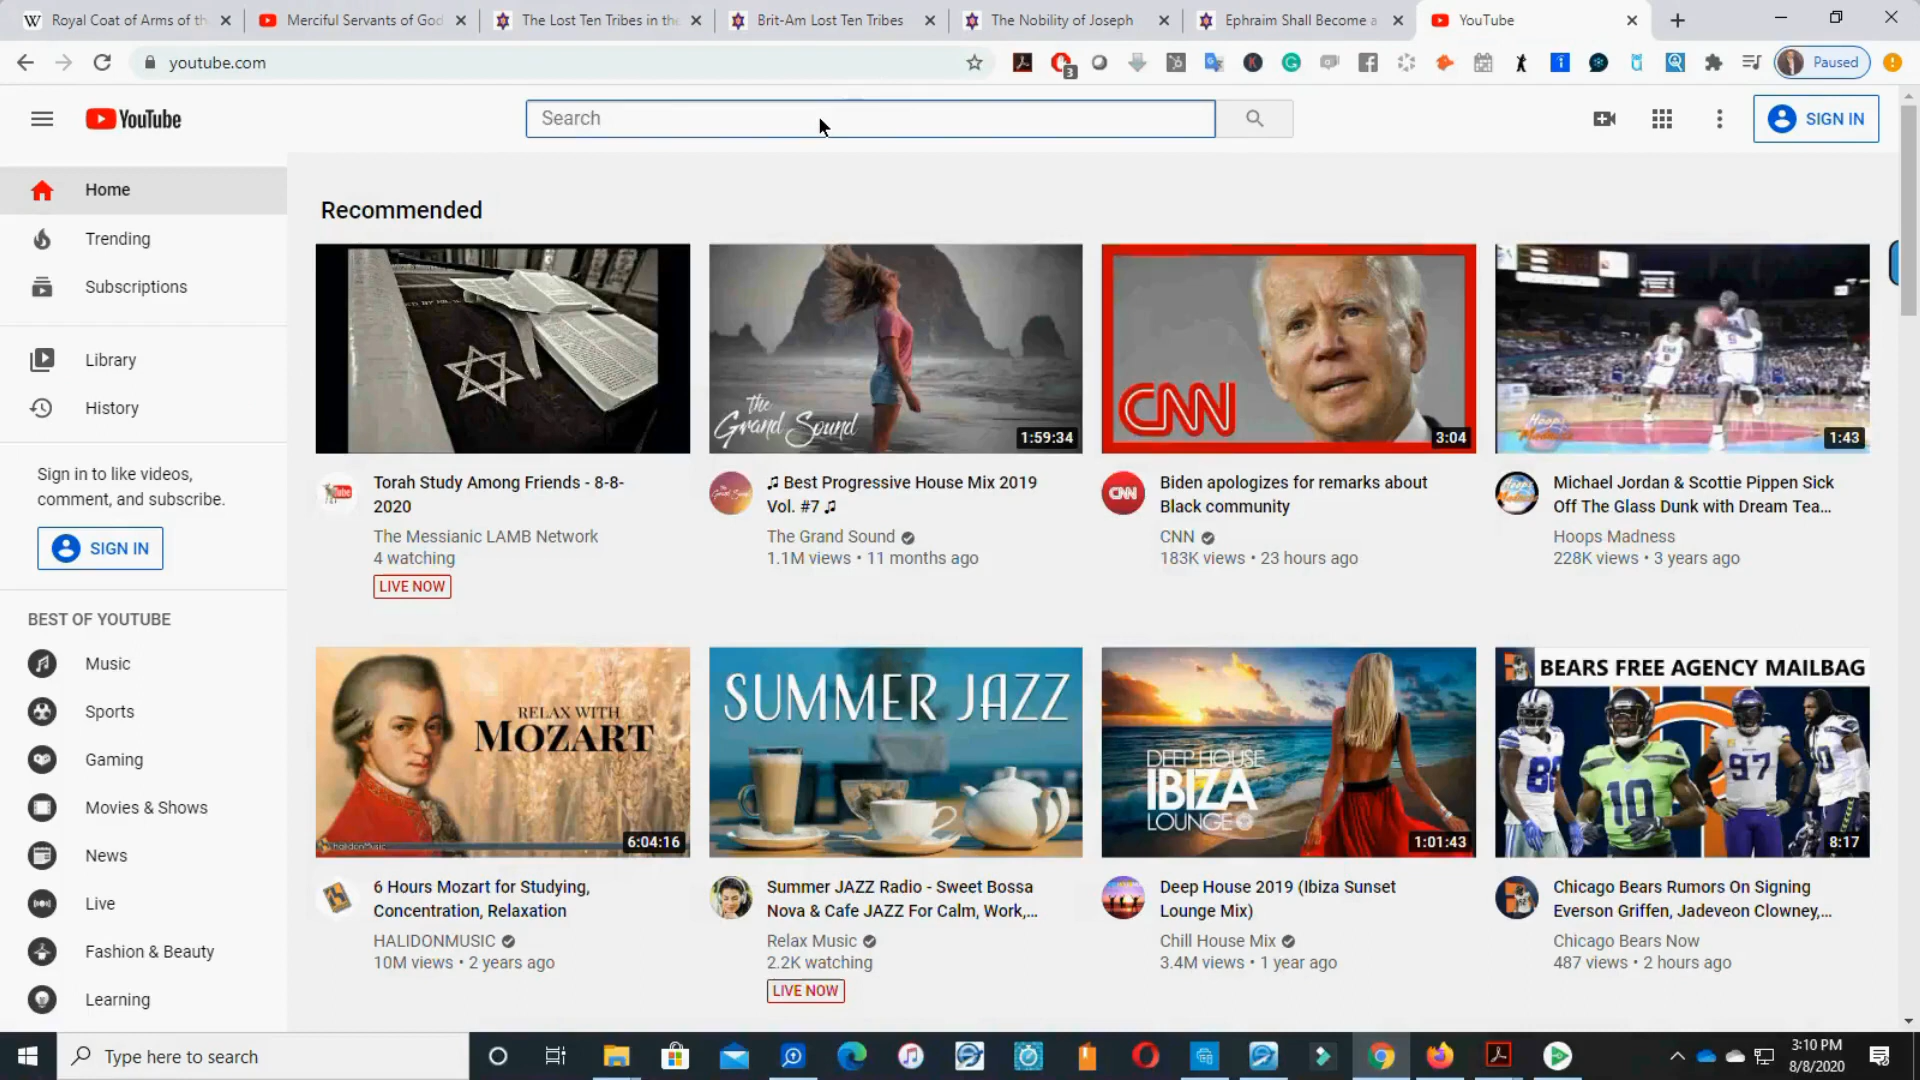 Royal Coat of Arms of th
Merciful Servants of God
The Lost Ten Tribes in the
Brit-Am Lost Ten Tribes
The Nobility of Joseph
Ephraim Shall Become a
YouTube
youtube.com
3
Paused
YouTube
Search
SIGN IN
Home
Trending
Subscriptions
Library
History
Sign in to like videos,
comment, and subscribe.
SIGN IN
BEST OF YOUTUBE
Music
Sports
Gaming
Movies & Shows
News
Live
Fashion & Beauty
Learning
Recommended
Torah Study Among Friends - 8-8-
2020
The Messianic LAMB Network
4 watching
LIVE NOW
the
Grand Sound
1:59:34
♫ Best Progressive House Mix 2019
Vol. #7 ♫
The Grand Sound
1.1M views • 11 months ago
CNN
3:04
CNN
Biden apologizes for remarks about
Black community
CNN
183K views • 23 hours ago
Hoops
Madness
1:43
Michael Jordan & Scottie Pippen Sick
Off The Glass Dunk with Dream Tea...
Hoops Madness
228K views • 3 years ago
RELAX WITH
MOZART
halidonMusic
6:04:16
6 Hours Mozart for Studying,
Concentration, Relaxation
HALIDONMUSIC
10M views • 2 years ago
SUMMER JAZZ
Summer JAZZ Radio - Sweet Bossa
Nova & Cafe JAZZ For Calm, Work,...
Relax Music
2.2K watching
LIVE NOW
DEEP HOUSE
IBIZA
LOUNGE
1:01:43
Deep House 2019 (Ibiza Sunset
Lounge Mix)
Chill House Mix
3.4M views • 1 year ago
BEARS FREE AGENCY MAILBAG
10
97
8:17
Chicago Bears Rumors On Signing
Everson Griffen, Jadeveon Clowney,...
Chicago Bears Now
487 views • 2 hours ago
Type here to search
3:10 PM
8/8/2020